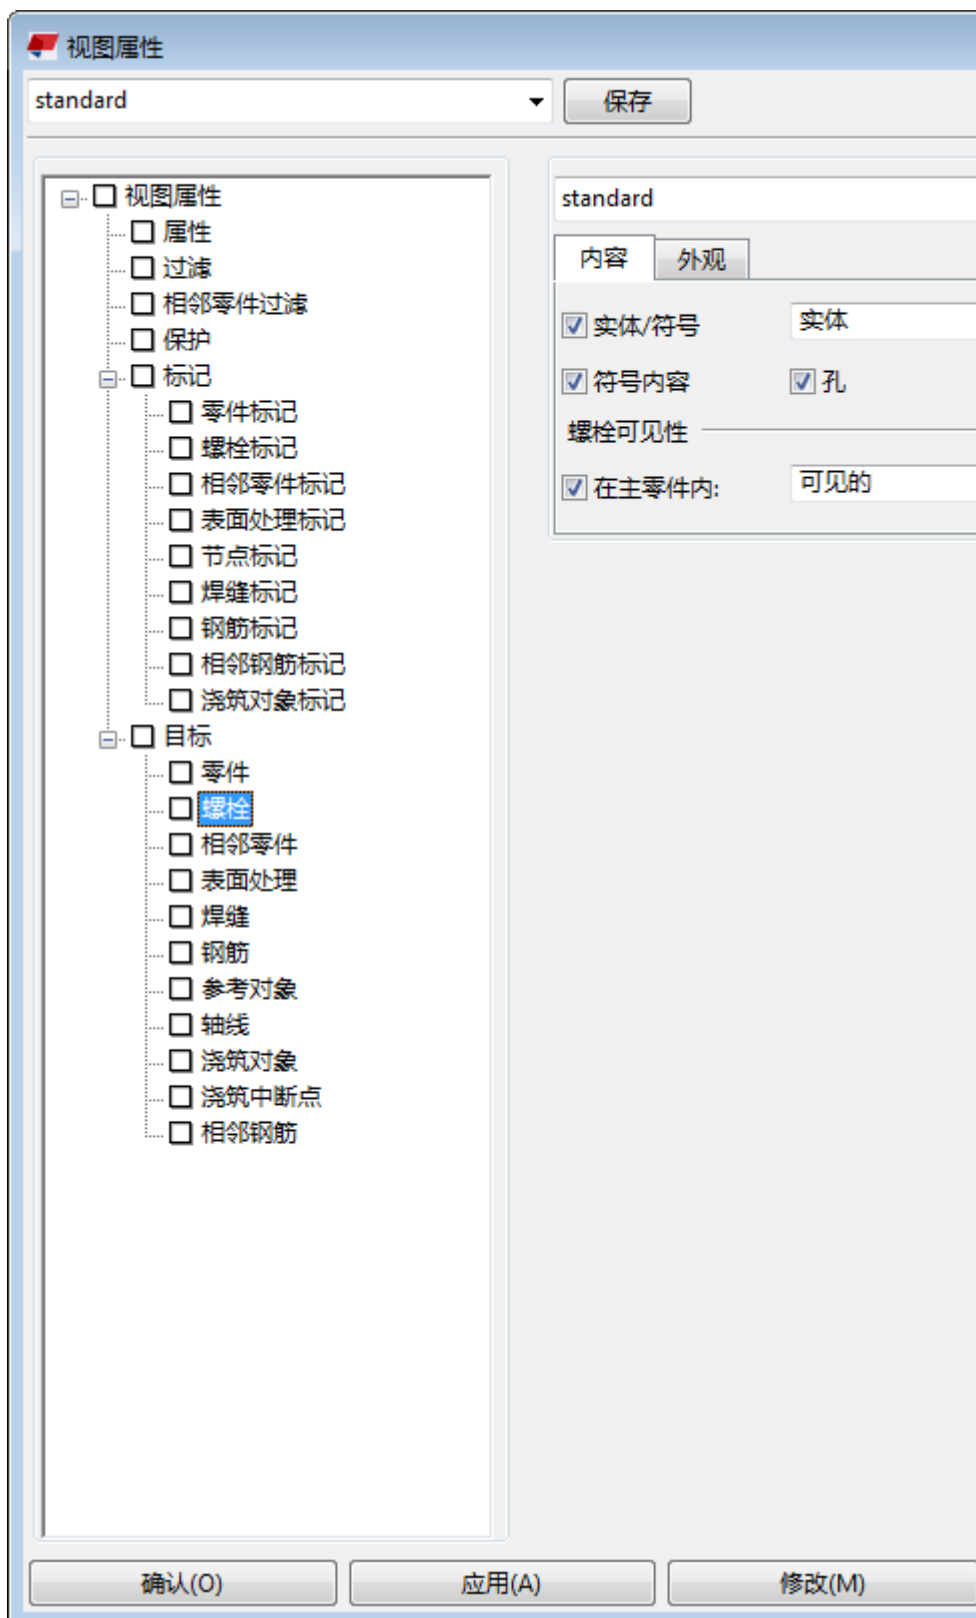 视图属性
standard
保存
视图属性
属性
过滤
相邻零件过滤
保护
标记
零件标记
螺栓标记
相邻零件标记
表面处理标记
节点标记
焊缝标记
钢筋标记
相邻钢筋标记
浇筑对象标记
目标
零件
螺栓
相邻零件
表面处理
焊缝
钢筋
参考对象
轴线
浇筑对象
浇筑中断点
相邻钢筋
standard
内容 外观
实体/符号 实体
符号内容 孔
螺栓可见性
在主零件内: 可见的
确认(O) 应用(A) 修改(M)